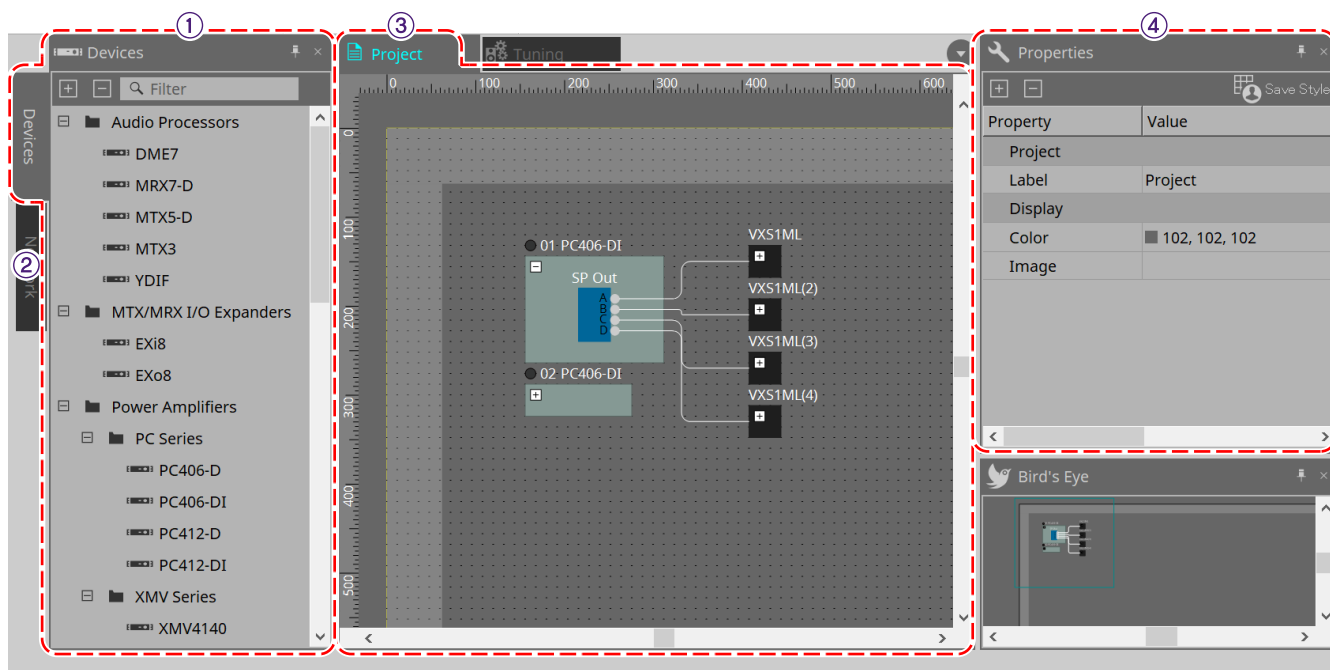 ① ③ ④
Devices
Filter
Audio Processors
DME7
MRX7-D
MTX5-D
MTX3
YDIF
MTX/MRX I/O Expanders
EXi8
EXo8
Power Amplifiers
PC Series
PC406-D
PC406-DI
PC412-D
PC412-DI
XMV Series
XMV4140
Devices
②
Project
Tuning
0 100 200 300 400 500 600
0
100
200
300
400
500
01 PC406-DI
SP Out
A
B
C
D
02 PC406-DI
VXS1ML
VXS1ML(2)
VXS1ML(3)
VXS1ML(4)
Properties
Save Style
Property Value
Project
Label Project
Display
Color 102, 102, 102
Image
Bird's Eye